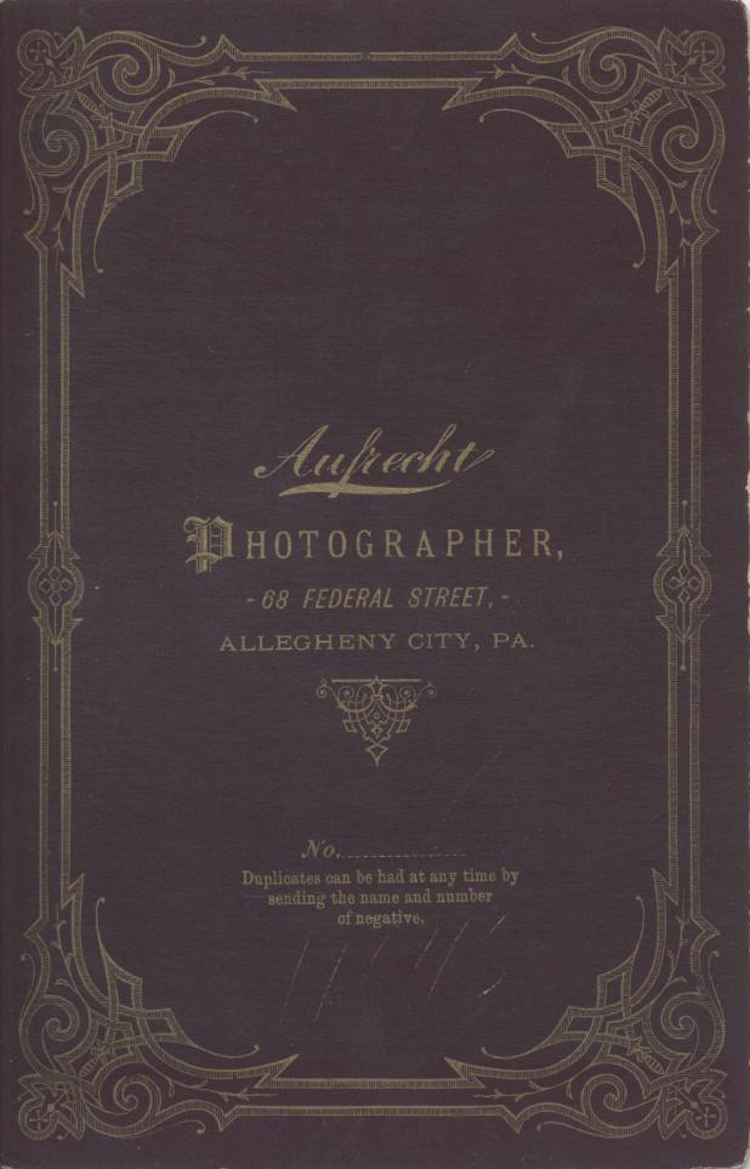 Aufrecht
PHOTOGRAPHER,
- 68 FEDERAL STREET, -
ALLEGHENY CITY, PA.
No.
Duplicates can be had at any time by
sending the name and number
of negative.